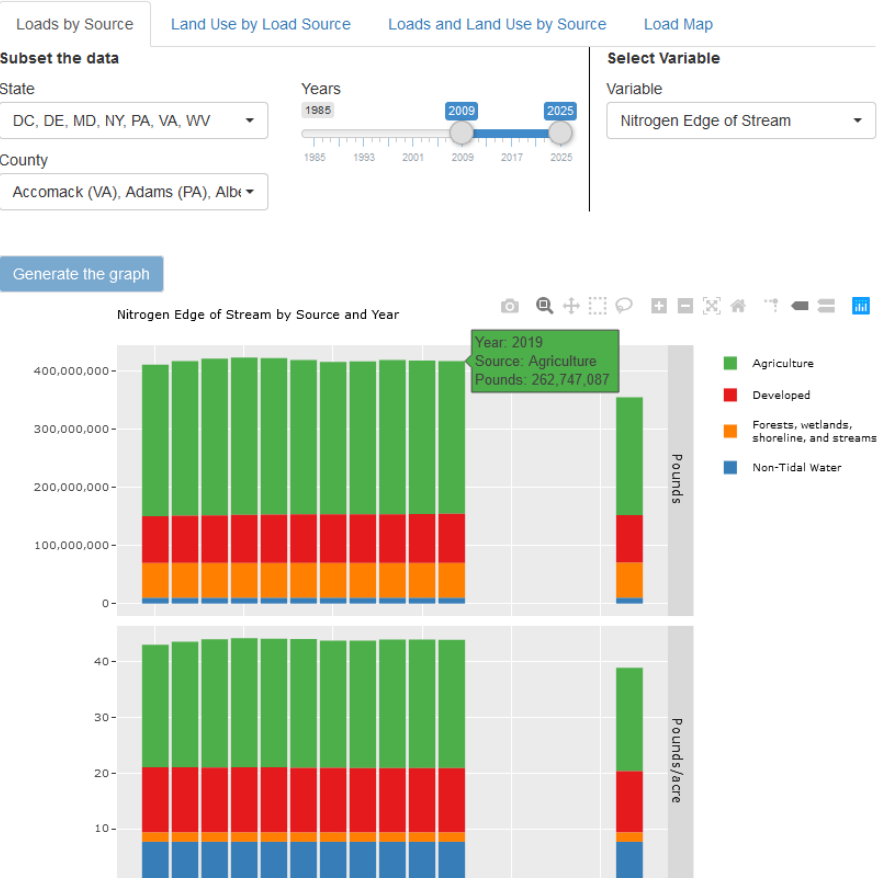 Loads by Source
Land Use by Load Source
Loads and Land Use by Source
Load Map
Subset the data
Select Variable
State
Years
Variable
DC, DE, MD, NY, PA, VA, WV
1985
2009
2025
Nitrogen Edge of Stream
1985
1993
2001
2009
2017
2025
County
Accomack (VA), Adams (PA), Albe
Generate the graph
Nitrogen Edge of Stream by Source and Year
Year: 2019
Source: Agriculture
Pounds: 262,747,087
400,000,000
300,000,000
200,000,000
100,000,000
0
Pounds
Agriculture
Developed
Forests, wetlands,
shoreline, and streams
Non-Tidal Water
40
30
20
10
Pounds/acre